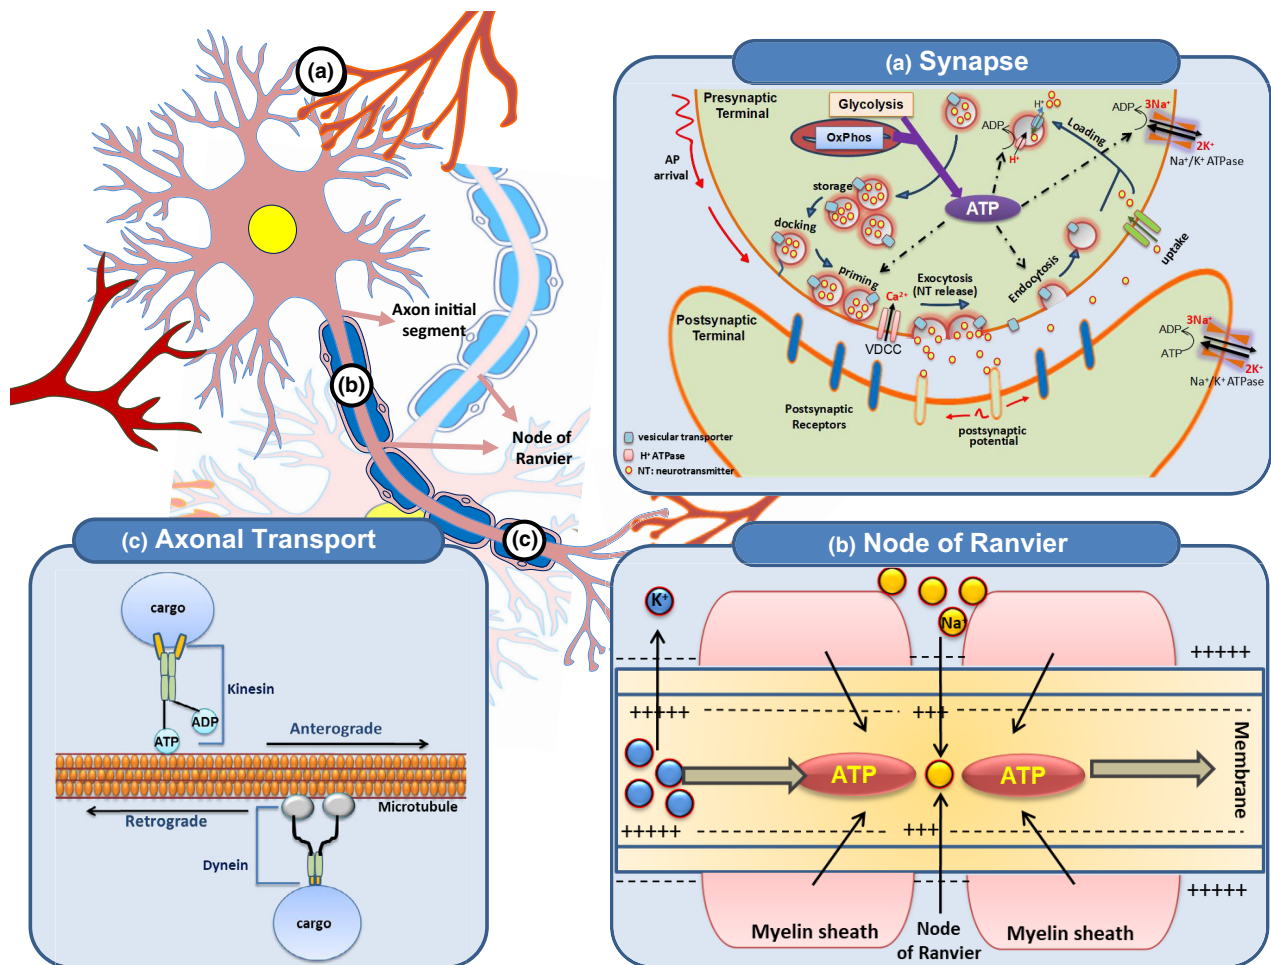 (a)
Axon initial
segment
(b)
Node of
Ranvier
(c)
(a) Synapse
Presynaptic
Terminal
Glycolysis
OxPhos
AP
arrival
ATP
storage
docking
priming
Ca²⁺
VDCC
Exocytosis
(NT release)
Endocytosis
Loading
uptake
ADP
H⁺
H⁺
ADP
3Na⁺
2K⁺
Na⁺/K⁺ ATPase
Postsynaptic
Terminal
Postsynaptic
Receptors
postsynaptic
potential
3Na⁺
ADP
ATP
2K⁺
Na⁺/K⁺ ATPase
vesicular transporter
H⁺ ATPase
NT: neurotransmitter
(c) Axonal Transport
cargo
Kinesin
ADP
ATP
Anterograde
Microtubule
Retrograde
Dynein
cargo
(b) Node of Ranvier
K⁺
Na⁺
+++++
+++++
+++
ATP
ATP
Membrane
+++++
+++
+++++
Myelin sheath
Node
of Ranvier
Myelin sheath